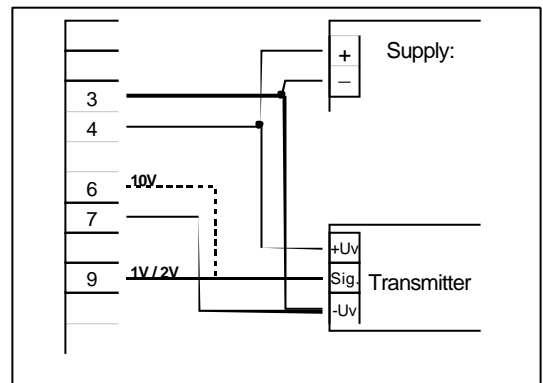 + Supply:
–
3
4
6 10V
7
+Uv
9 1V / 2V Sig. Transmitter
-Uv